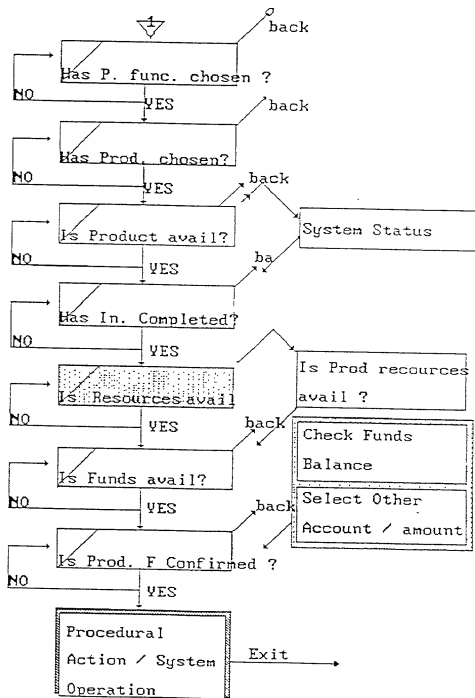 1
back
Has P. func. chosen ?
NO
YES
back
Has Prod. chosen?
NO
YES
back
Is Product avail?
System Status
NO
YES
ba
Has In. Completed?
NO
YES
Is Resources avail
Is Prod recources
avail ?
NO
YES
back
Is Funds avail?
Check Funds
Balance
NO
YES
back
Select Other
Account / amount
Is Prod. F Confirmed ?
NO
YES
Procedural
Action / System
Operation
Exit